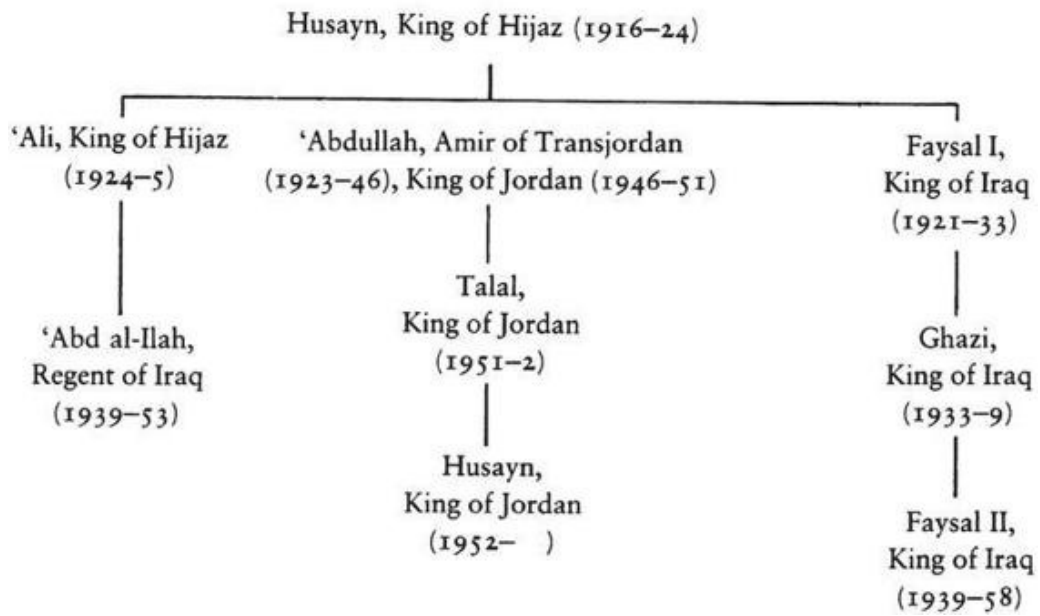 Husayn, King of Hijaz (1916–24)
‘Ali, King of Hijaz
(1924–5)
‘Abdullah, Amir of Transjordan
(1923–46), King of Jordan (1946–51)
Faysal I,
King of Iraq
(1921–33)
‘Abd al-Ilah,
Regent of Iraq
(1939–53)
Talal,
King of Jordan
(1951–2)
Ghazi,
King of Iraq
(1933–9)
Husayn,
King of Jordan
(1952–   )
Faysal II,
King of Iraq
(1939–58)